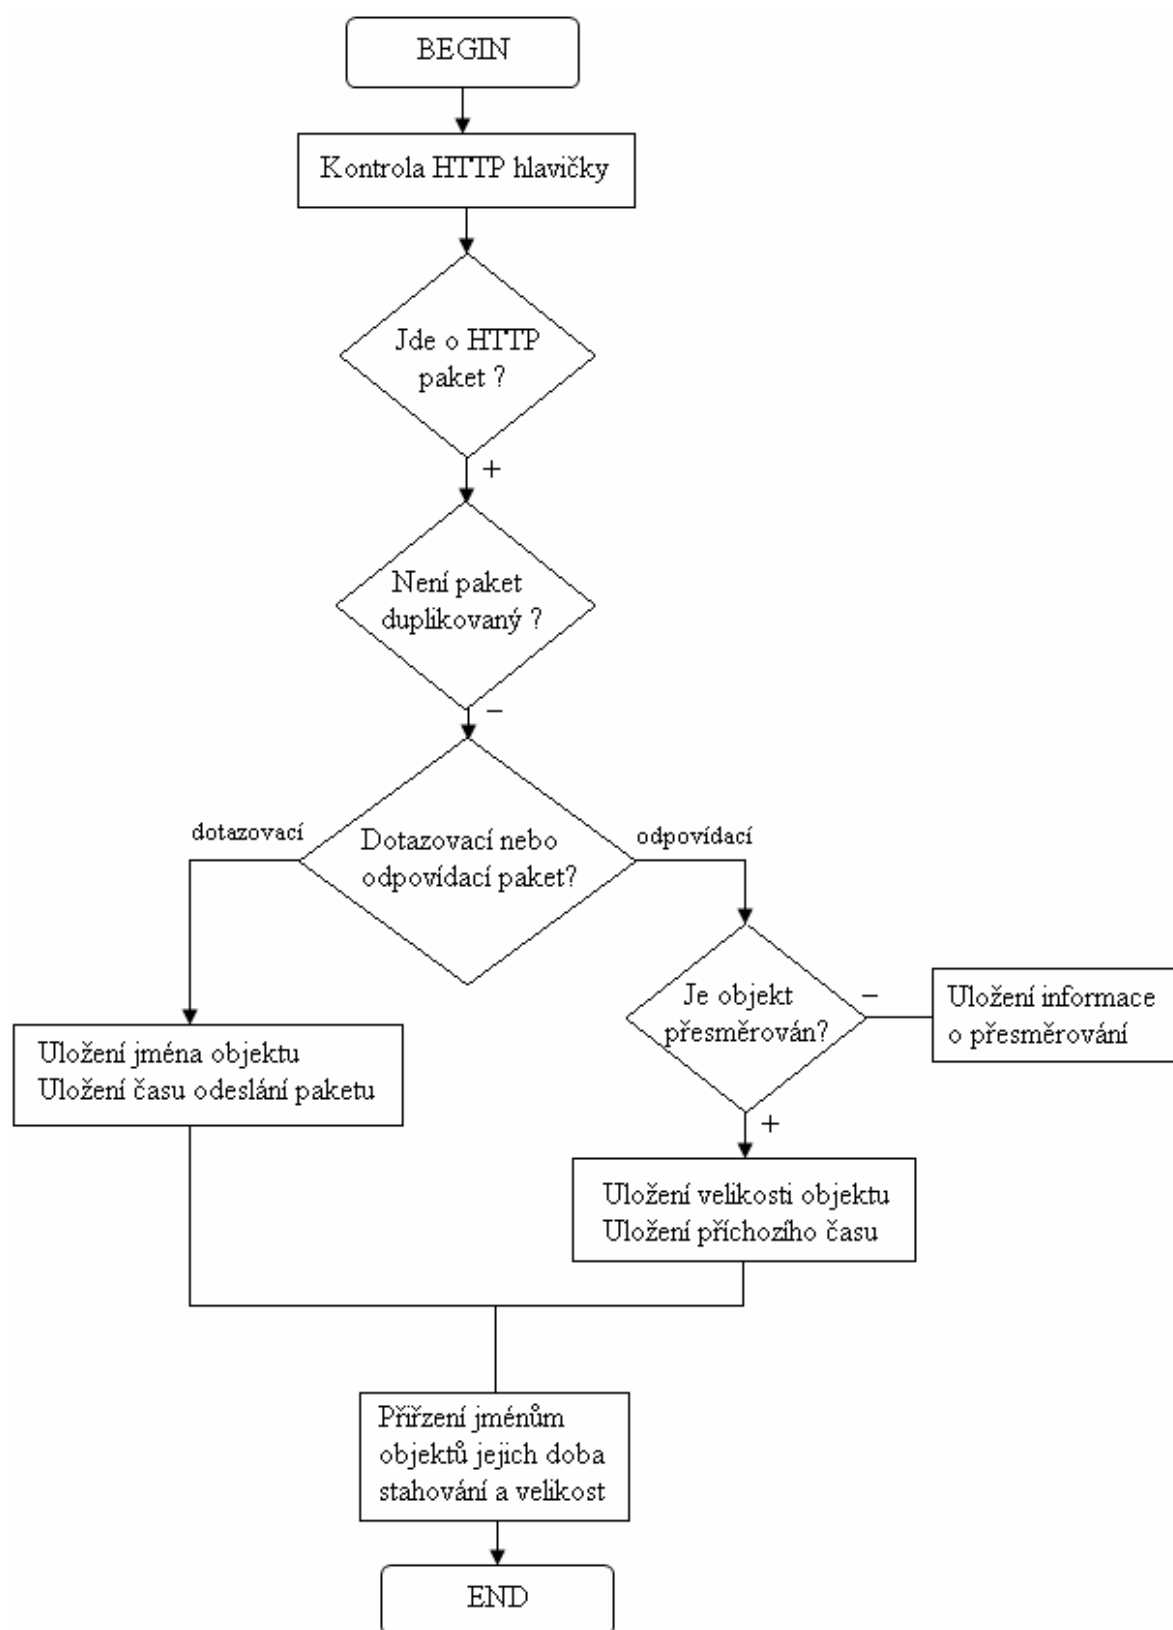 BEGIN
Kontrola HTTP hlavičky
Jde o HTTP
paket ?
+
Není paket
duplikovaný ?
–
dotazovací
Dotazovací nebo
odpovídací paket?
odpovídací
Je objekt
přesměrován?
–
Uložení informace
o přesměrování
Uložení jména objektu
Uložení času odeslání paketu
+
Uložení velikosti objektu
Uložení příchozího času
Přiřzení jménům
objektů jejich doba
stahování a velikost
END